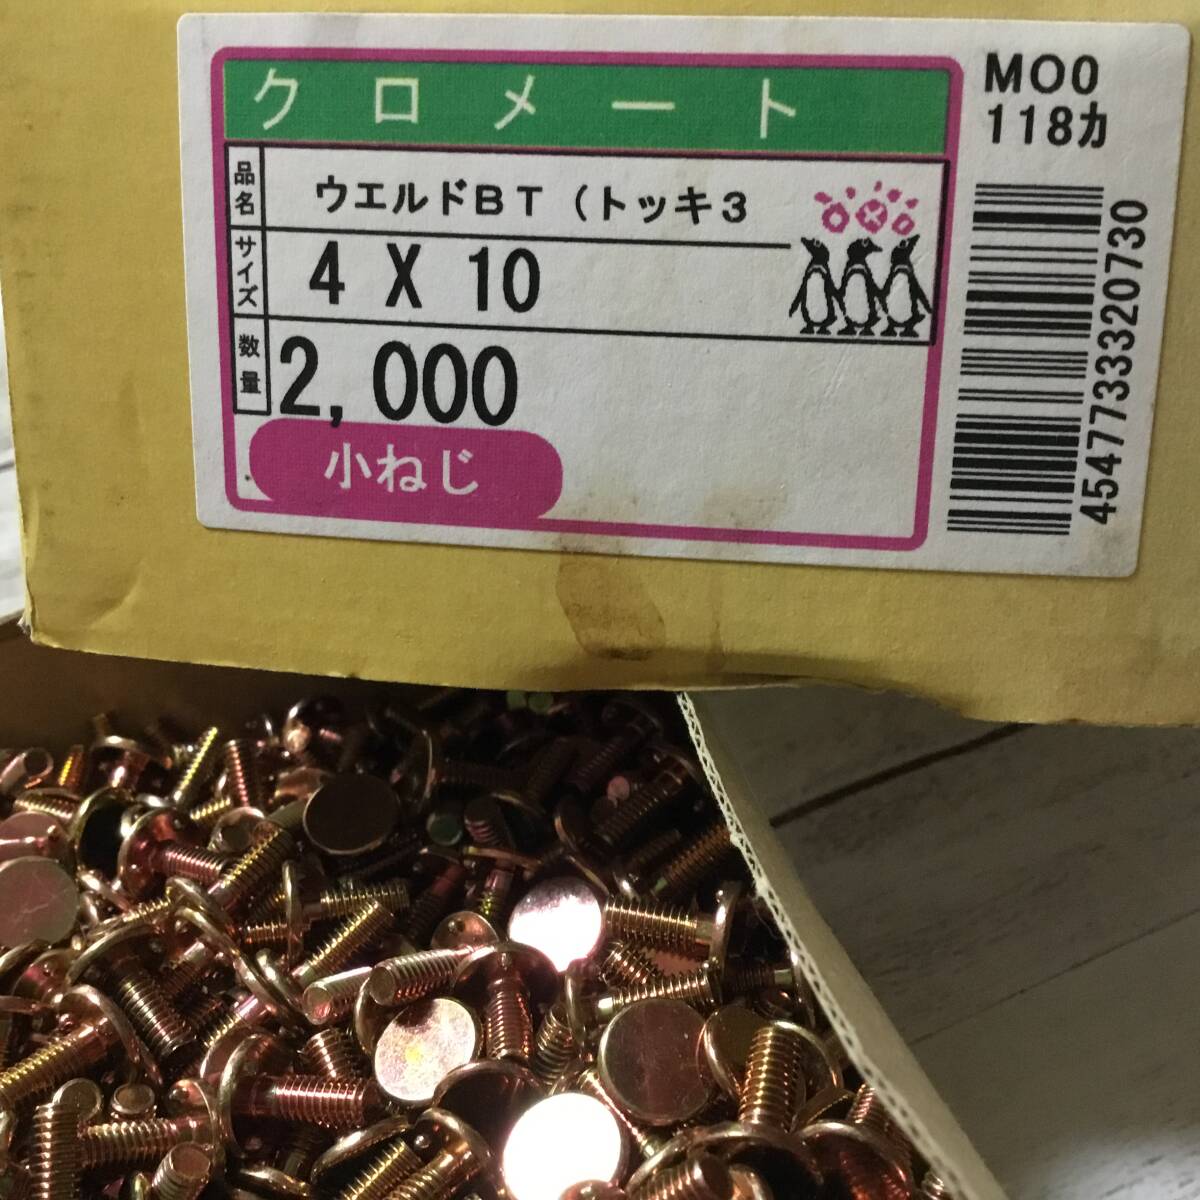 クロメート
品名 ウエルドBT（トッキ3
サイズ 4 X 10
数量 2,000
小ねじ
MO0
118カ
4547733320730